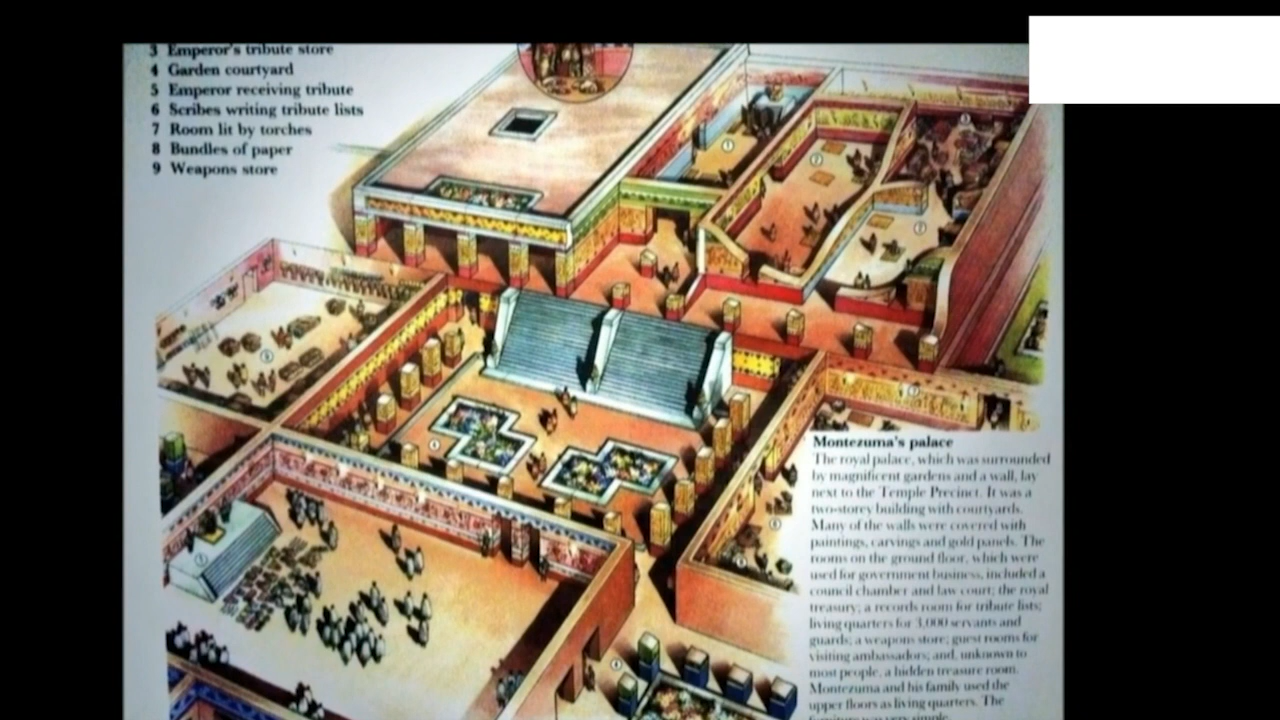 3 Emperor's tribute store
4 Garden courtyard
5 Emperor receiving tribute
6 Scribes writing tribute lists
7 Room lit by torches
8 Bundles of paper
9 Weapons store
Montezuma's palace
The royal palace, which was surrounded
by magnificent gardens and a wall, lay
next to the Temple Precinct. It was a
two-storey building with courtyards.
Many of the walls were covered with
paintings, carvings and gold panels. The
rooms on the ground floor, which were
used for government business, included a
council chamber and law court; the royal
treasury; a records room for tribute lists;
living quarters for 3,000 servants and
guards; a weapons store; guest rooms for
visiting ambassadors; and, unknown to
most people, a hidden treasure room.
Montezuma and his family used the
upper floors as living quarters. The
furniture was very simple.